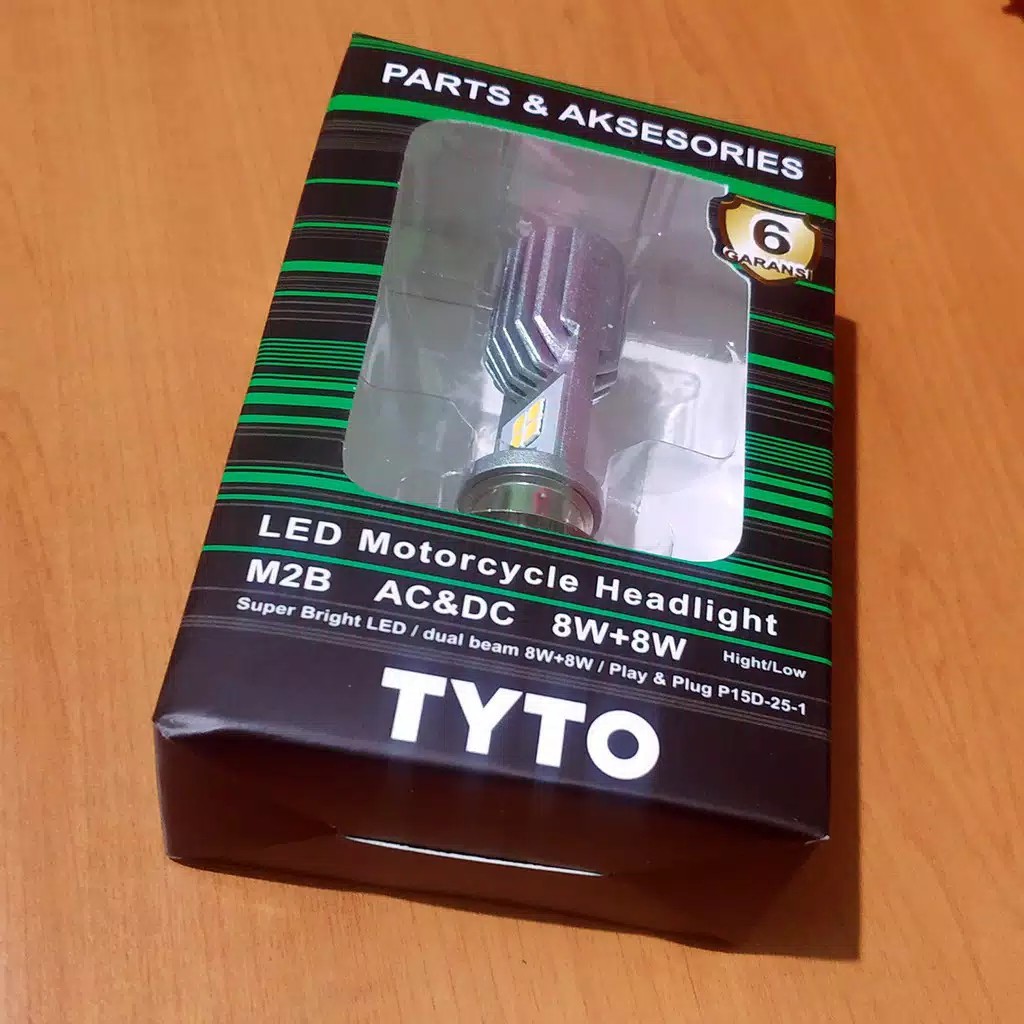 PARTS & AKSESORIES
6
GARANSI
LED Motorcycle Headlight
M2B AC&DC 8W+8W Hight/Low
Super Bright LED / dual beam 8W+8W / Play & Plug P15D-25-1
TYTO